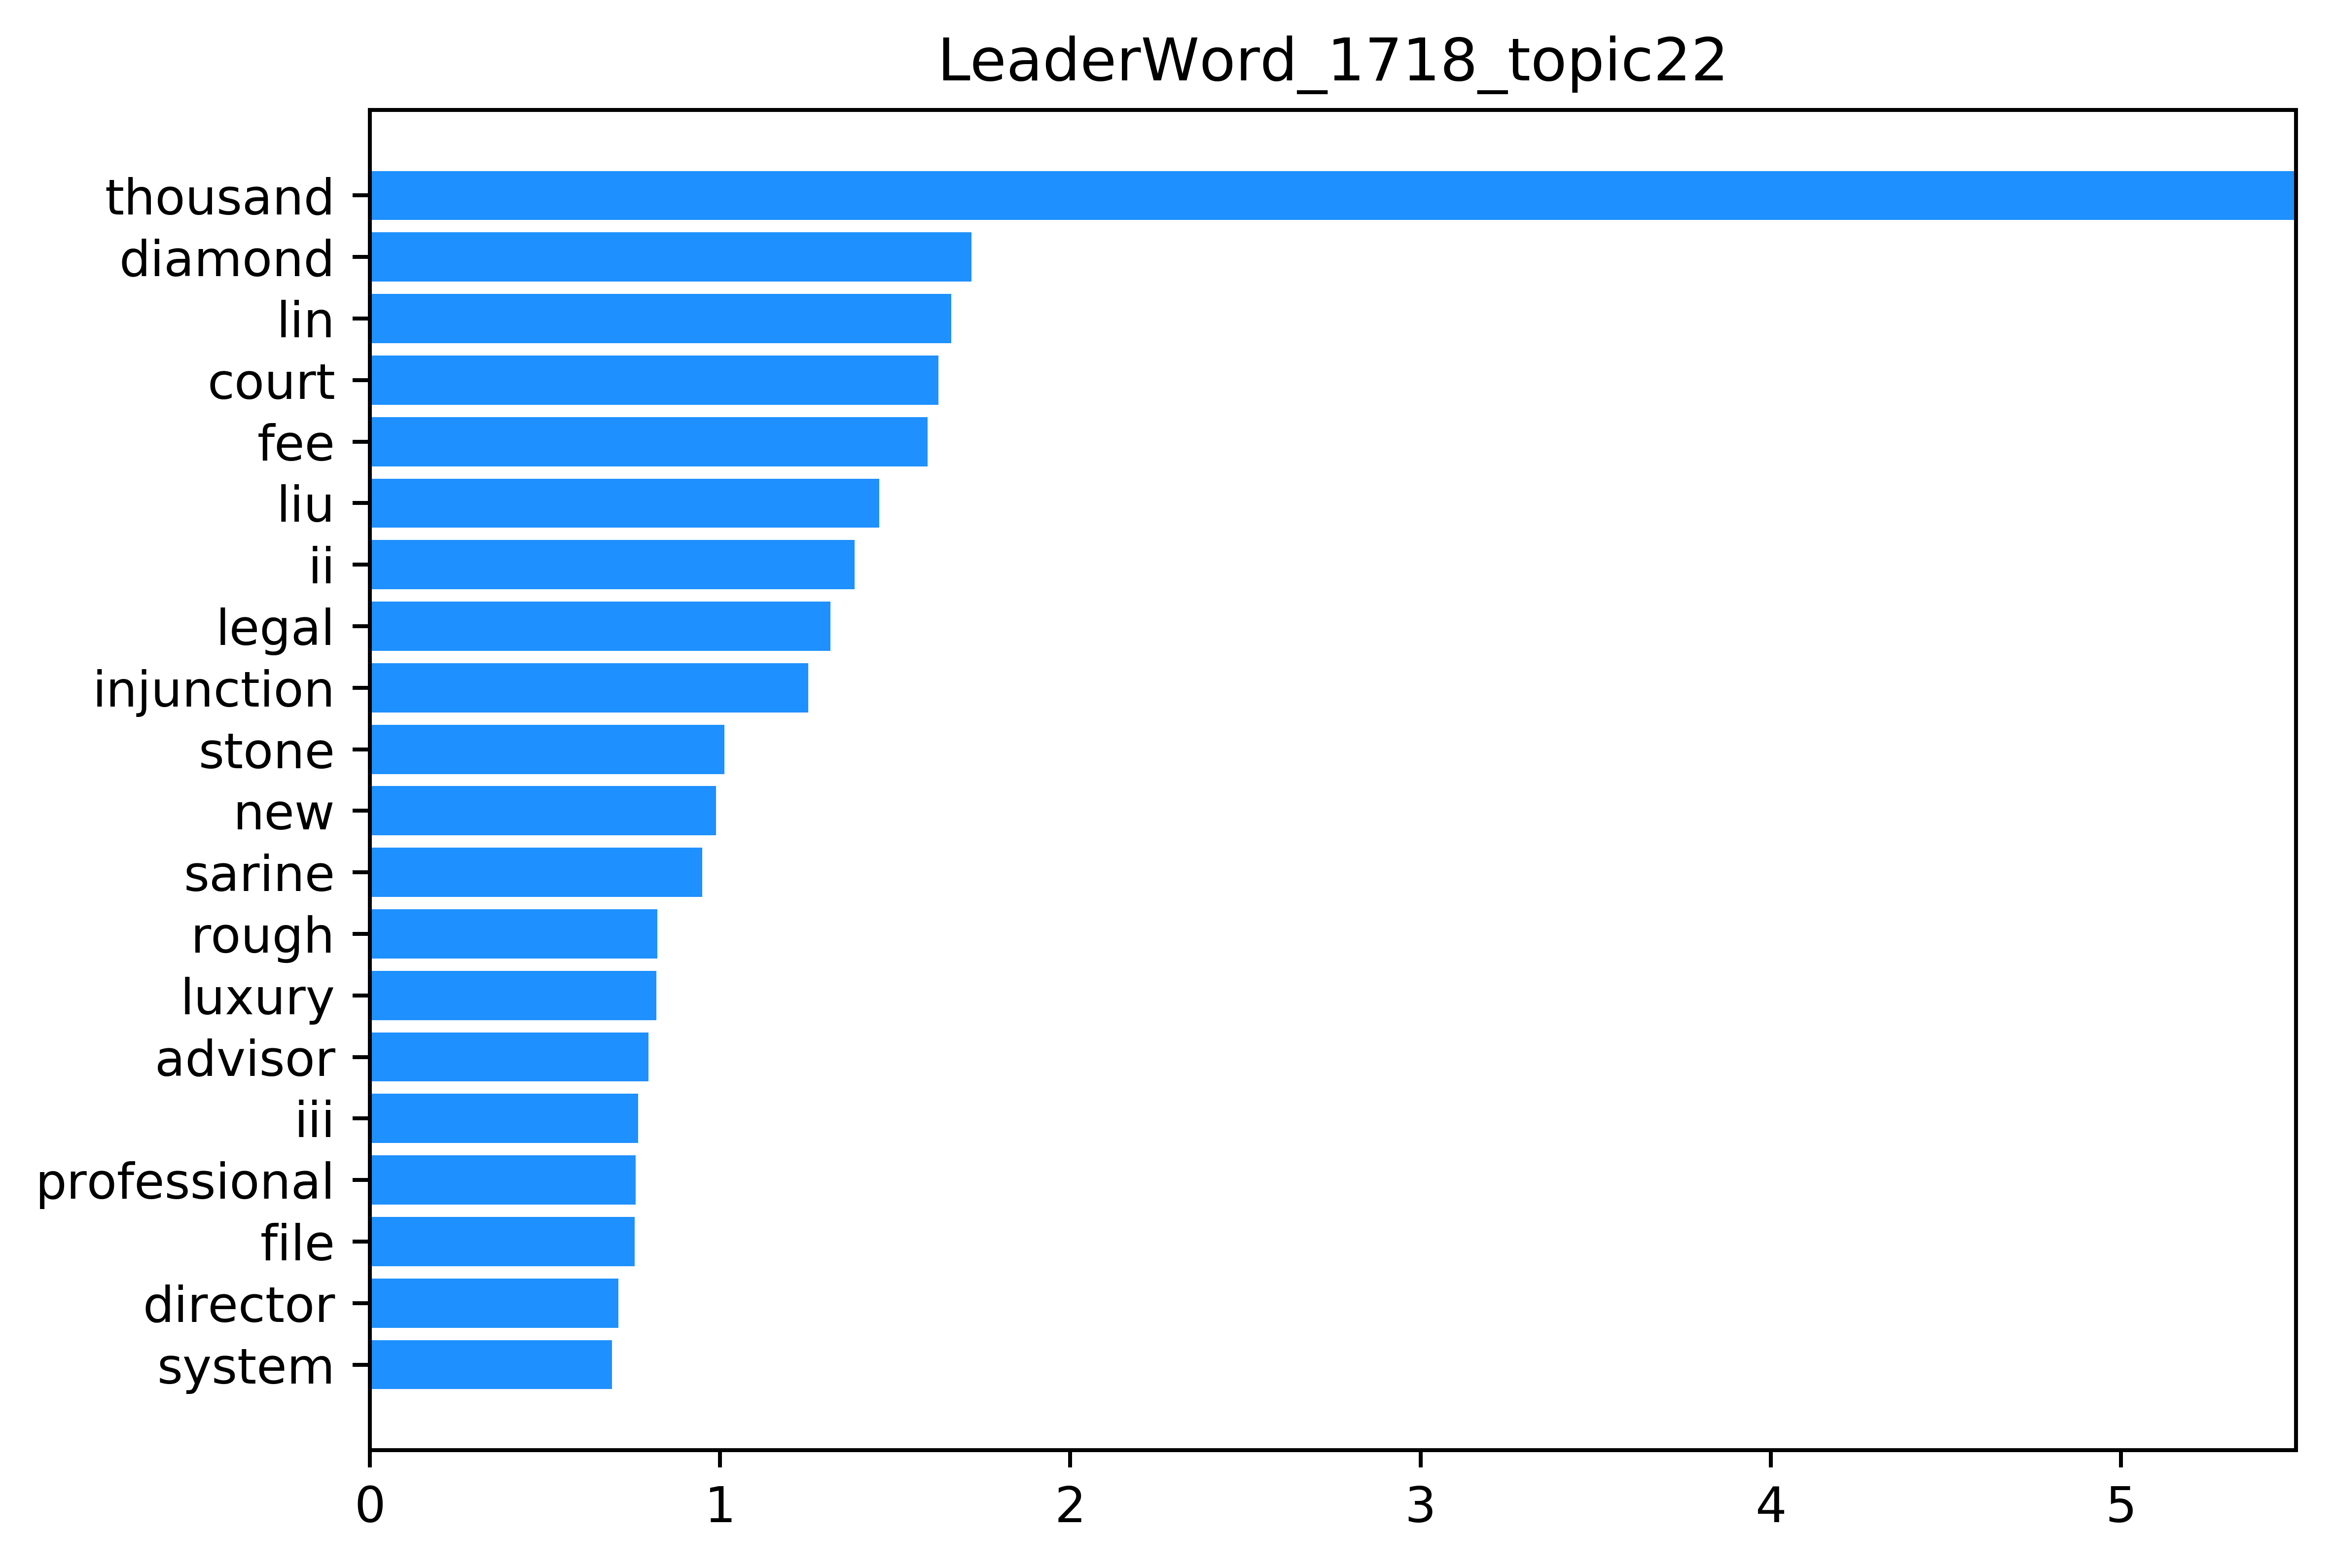 LeaderWord_1718_topic22
thousand
diamond
lin
court
fee
liu
ii
legal
injunction
stone
new
sarine
rough
luxury
advisor
iii
professional
file
director
system
0 1 2 3 4 5